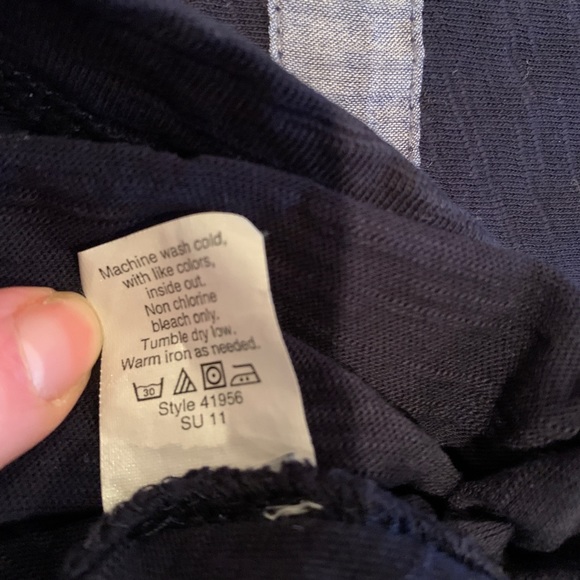 Machine wash cold,
with like colors,
inside out.
Non chlorine
bleach only.
Tumble dry low.
Warm iron as needed.
30
Style 41956
SU 11